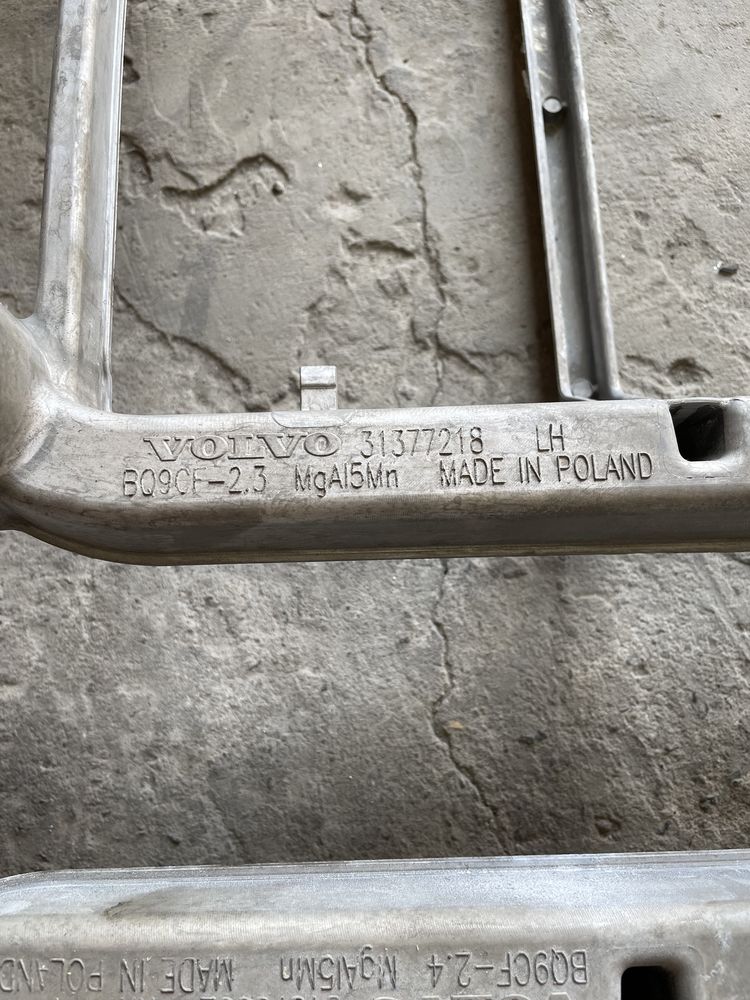 VOLVO 31377218 LH
BQ9CF-2.3 MgAl5Mn MADE IN POLAND
BQ9CF-2.4 MgAl5Mn MADE IN POLAND